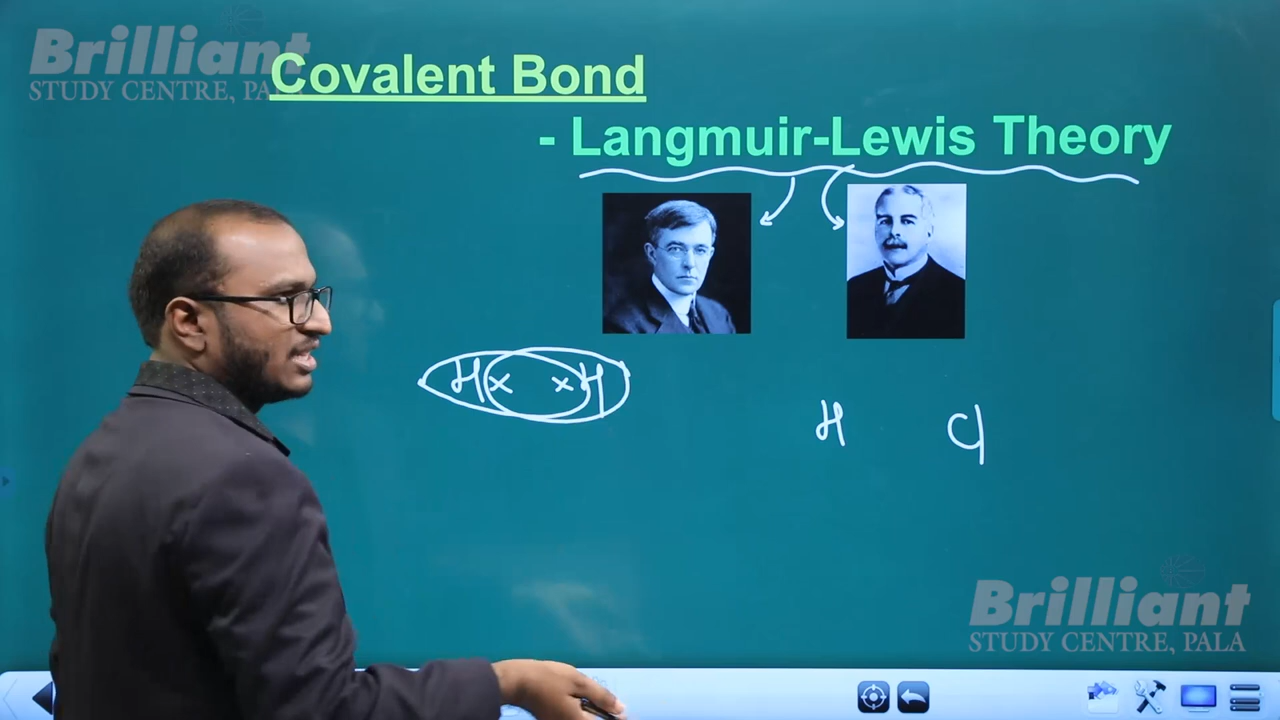 Brilliant
STUDY CENTRE, PALA
Covalent Bond
- Langmuir-Lewis Theory
H x x H
H Cl
Brilliant
STUDY CENTRE, PALA